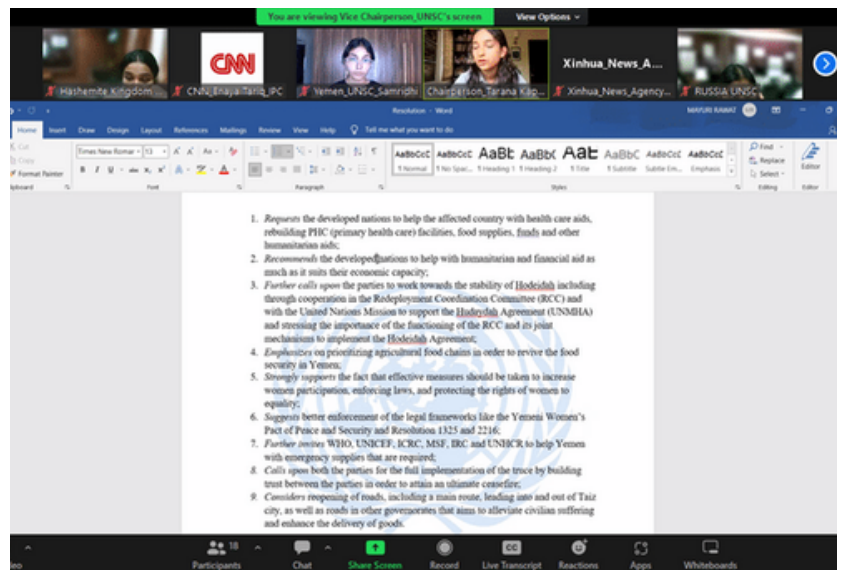 You are viewing Vice Chairperson_UNSC's screen View Options
CNN
Xinhua_News_A...
Hashemite Kingdom
CNN_Enaya Tariq_IPC
Yemen_UNSC_Samridhi
Chairperson_Tarana Kap...
Xinhua_News_Agency...
RUSSIA UNSC
Resolution - Word
MAYURI RAWAT
Home Insert Draw Design Layout References Mailings Review View Help Tell me what you want to do
Cut
Copy
Format Painter
Times New Roman 13
AaBbCcC AaBbCcC AaBb AaBb AaB AaBbC AaBbCcC AaBbCcC
1 Normal 1 No Spac... 1 Heading 1 1 Heading 2 1 Title 1 Subtitle Subtle Em... Emphasis
Find
Replace
Select
Editor
Font Paragraph Styles Editing Editor
1. Requests the developed nations to help the affected country with health care aids,
rebuilding PHC (primary health care) facilities, food supplies, funds and other
humanitarian aids;
2. Recommends the developed nations to help with humanitarian and financial aid as
much as it suits their economic capacity;
3. Further calls upon the parties to work towards the stability of Hodeidah including
through cooperation in the Redeployment Coordination Committee (RCC) and
with the United Nations Mission to support the Hudaydah Agreement (UNMHA)
and stressing the importance of the functioning of the RCC and its joint
mechanisms to implement the Hodeidah Agreement;
4. Emphasizes on prioritizing agricultural food chains in order to revive the food
security in Yemen;
5. Strongly supports the fact that effective measures should be taken to increase
women participation, enforcing laws, and protecting the rights of women to
equality;
6. Suggests better enforcement of the legal frameworks like the Yemeni Women's
Pact of Peace and Security and Resolution 1325 and 2216;
7. Further invites WHO, UNICEF, ICRC, MSF, IRC and UNHCR to help Yemen
with emergency supplies that are required;
8. Calls upon both the parties for the full implementation of the truce by building
trust between the parties in order to attain an ultimate ceasefire;
9. Considers reopening of roads, including a main route, leading into and out of Taiz
city, as well as roads in other governorates that aims to alleviate civilian suffering
and enhance the delivery of goods.
18
Participants Chat Share Screen Record Live Transcript Reactions Apps Whiteboards